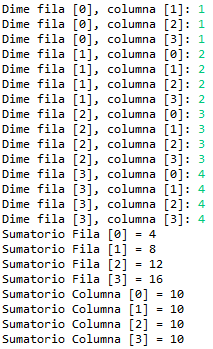 Dime fila [0], columna [1]: 1
Dime fila [0], columna [2]: 1
Dime fila [0], columna [3]: 1
Dime fila [1], columna [0]: 2
Dime fila [1], columna [1]: 2
Dime fila [1], columna [2]: 2
Dime fila [1], columna [3]: 2
Dime fila [2], columna [0]: 3
Dime fila [2], columna [1]: 3
Dime fila [2], columna [2]: 3
Dime fila [2], columna [3]: 3
Dime fila [3], columna [0]: 4
Dime fila [3], columna [1]: 4
Dime fila [3], columna [2]: 4
Dime fila [3], columna [3]: 4
Sumatorio Fila [0] = 4
Sumatorio Fila [1] = 8
Sumatorio Fila [2] = 12
Sumatorio Fila [3] = 16
Sumatorio Columna [0] = 10
Sumatorio Columna [1] = 10
Sumatorio Columna [2] = 10
Sumatorio Columna [3] = 10